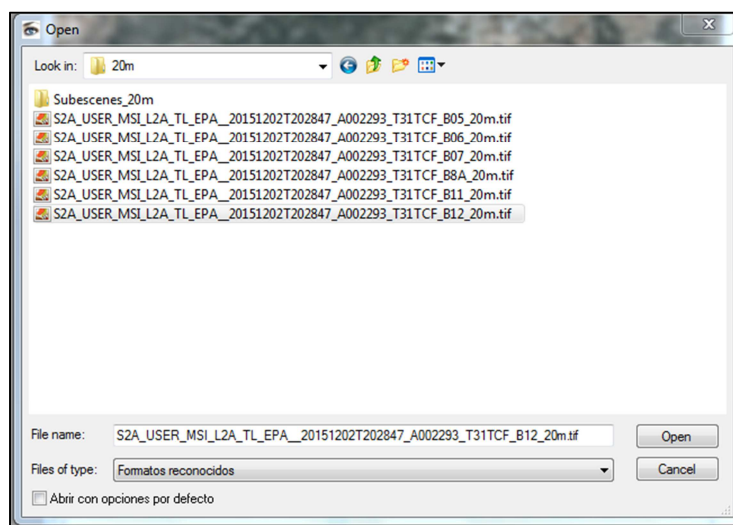 Open
Look in: 20m
Subescenes_20m
S2A_USER_MSI_L2A_TL_EPA__20151202T202847_A002293_T31TCF_B05_20m.tif
S2A_USER_MSI_L2A_TL_EPA__20151202T202847_A002293_T31TCF_B06_20m.tif
S2A_USER_MSI_L2A_TL_EPA__20151202T202847_A002293_T31TCF_B07_20m.tif
S2A_USER_MSI_L2A_TL_EPA__20151202T202847_A002293_T31TCF_B8A_20m.tif
S2A_USER_MSI_L2A_TL_EPA__20151202T202847_A002293_T31TCF_B11_20m.tif
S2A_USER_MSI_L2A_TL_EPA__20151202T202847_A002293_T31TCF_B12_20m.tif
File name: S2A_USER_MSI_L2A_TL_EPA__20151202T202847_A002293_T31TCF_B12_20m.tif Open
Files of type: Formatos reconocidos Cancel
Abrir con opciones por defecto